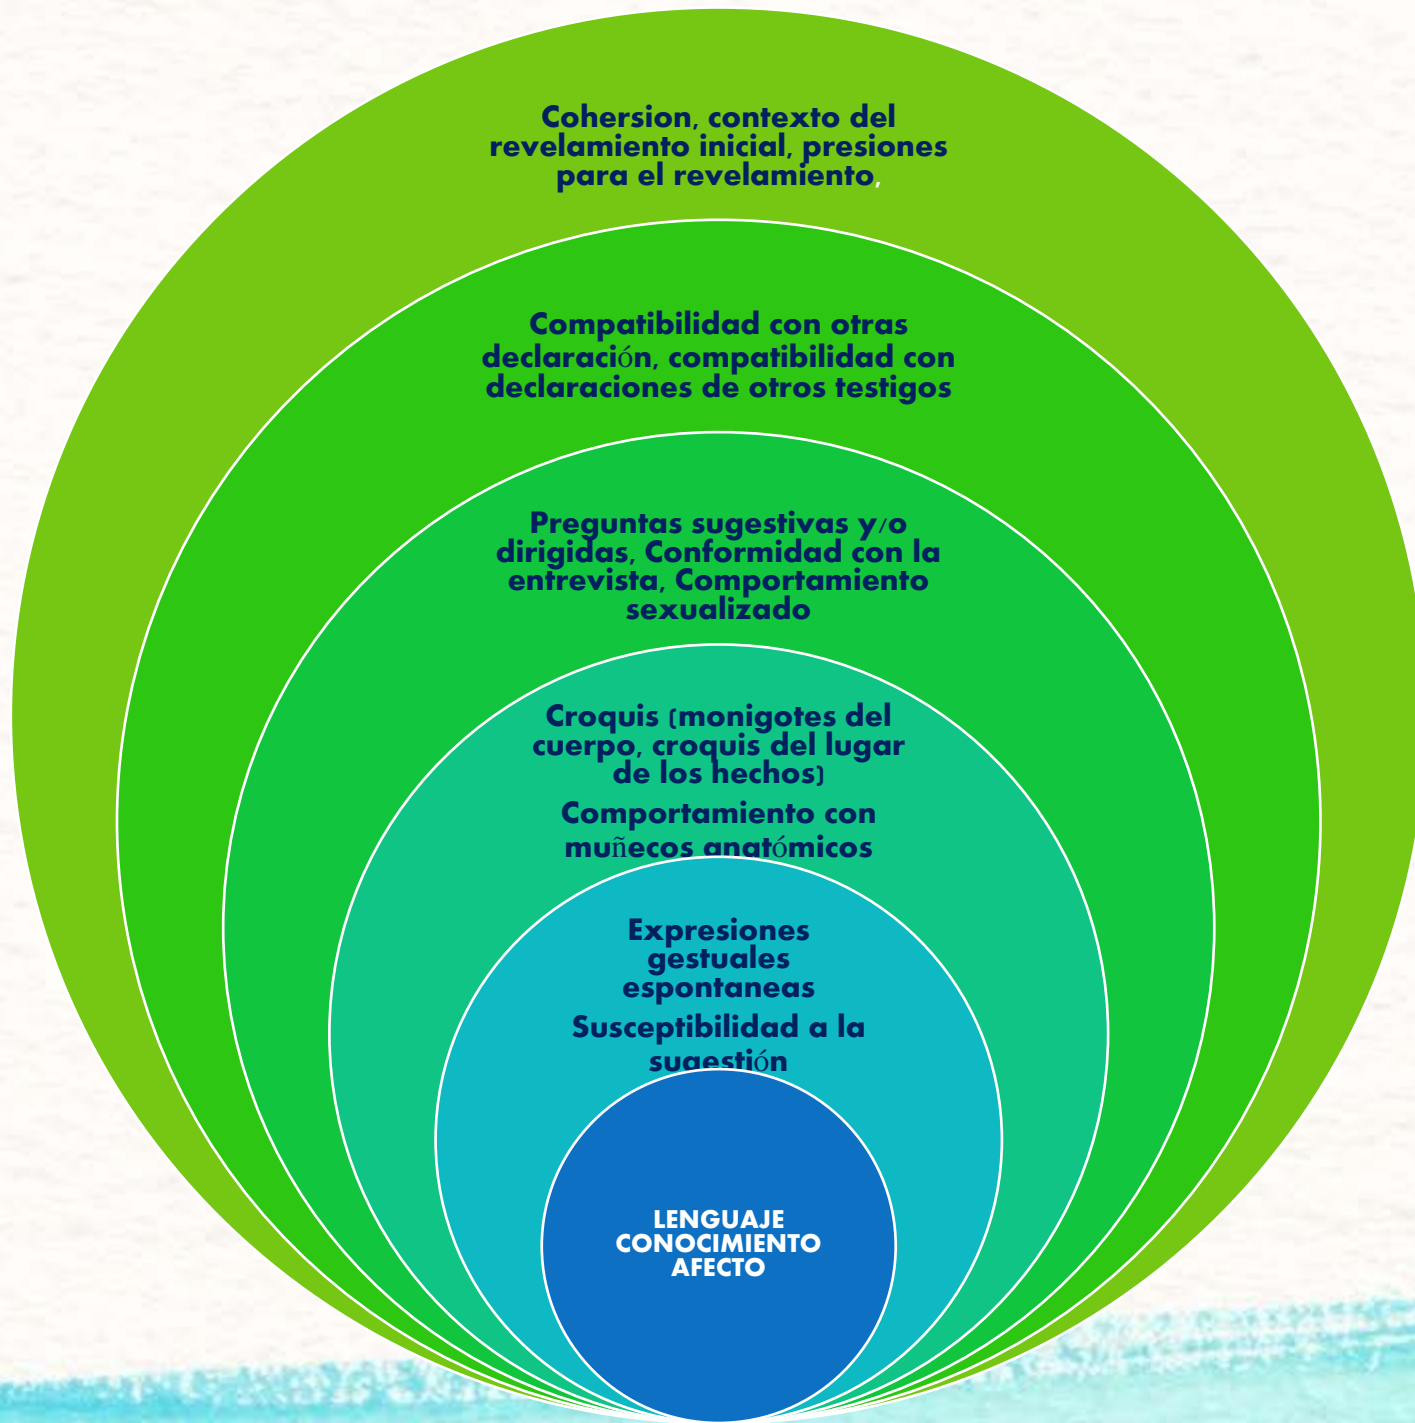 Cohersion, contexto del
revelamiento inicial, presiones
para el revelamiento,
Compatibilidad con otras
declaración, compatibilidad con
declaraciones de otros testigos
Preguntas sugestivas y/o
dirigidas, Conformidad con la
entrevista, Comportamiento
sexualizado
Croquis (monigotes del
cuerpo, croquis del lugar
de los hechos)
Comportamiento con
muñecos anatómicos
Expresiones
gestuales
espontaneas
Susceptibilidad a la
sugestión
LENGUAJE
CONOCIMIENTO
AFECTO